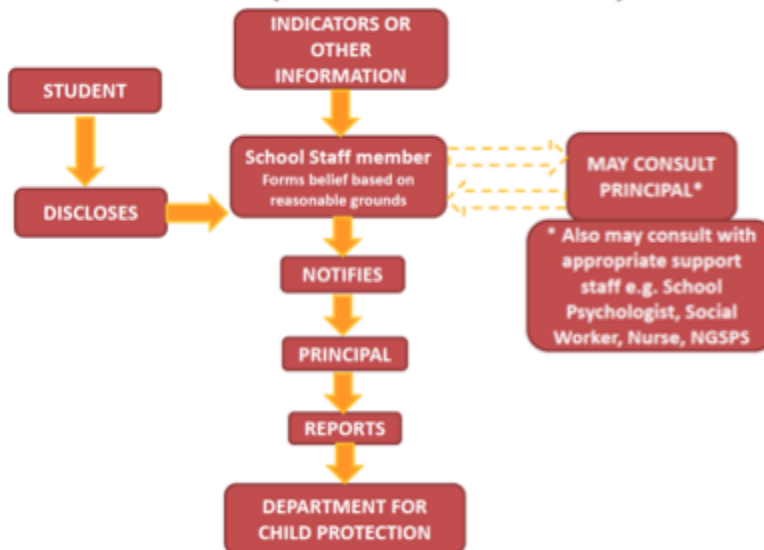 INDICATORS OR
OTHER
INFORMATION
STUDENT
School Staff member
Forms belief based on
reasonable grounds
MAY CONSULT
PRINCIPAL*
DISCLOSES
* Also may consult with
appropriate support
staff e.g. School
Psychologist, Social
Worker, Nurse, NGSPS
NOTIFIES
PRINCIPAL
REPORTS
DEPARTMENT FOR
CHILD PROTECTION